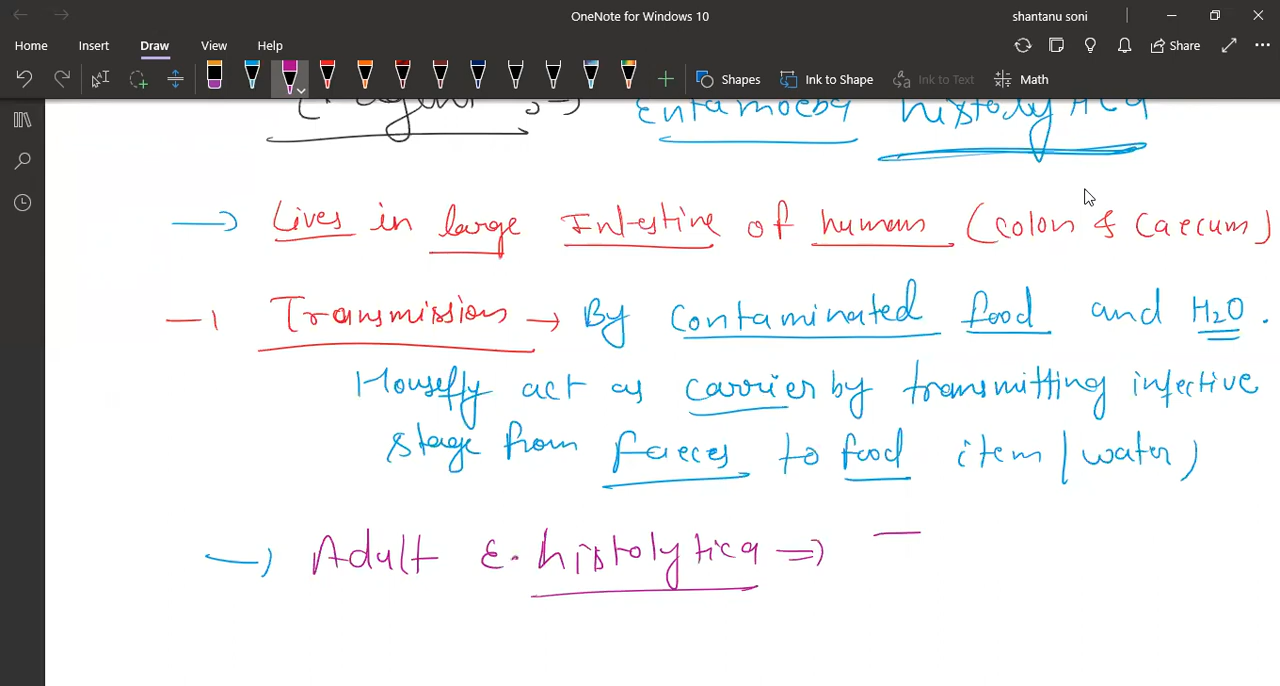 OneNote for Windows 10
shantanu soni
Home Insert Draw View Help
Share
Shapes Ink to Shape Ink to Text Math
Entamoeba histolytica
→ Lives in large Intestine of human (colon & caecum)
→ Transmission → By contaminated food and H2O.
Housefly act as carrier by transmitting infective
stage from faeces to food item/water)
→ Adult E. histolytica ⇒